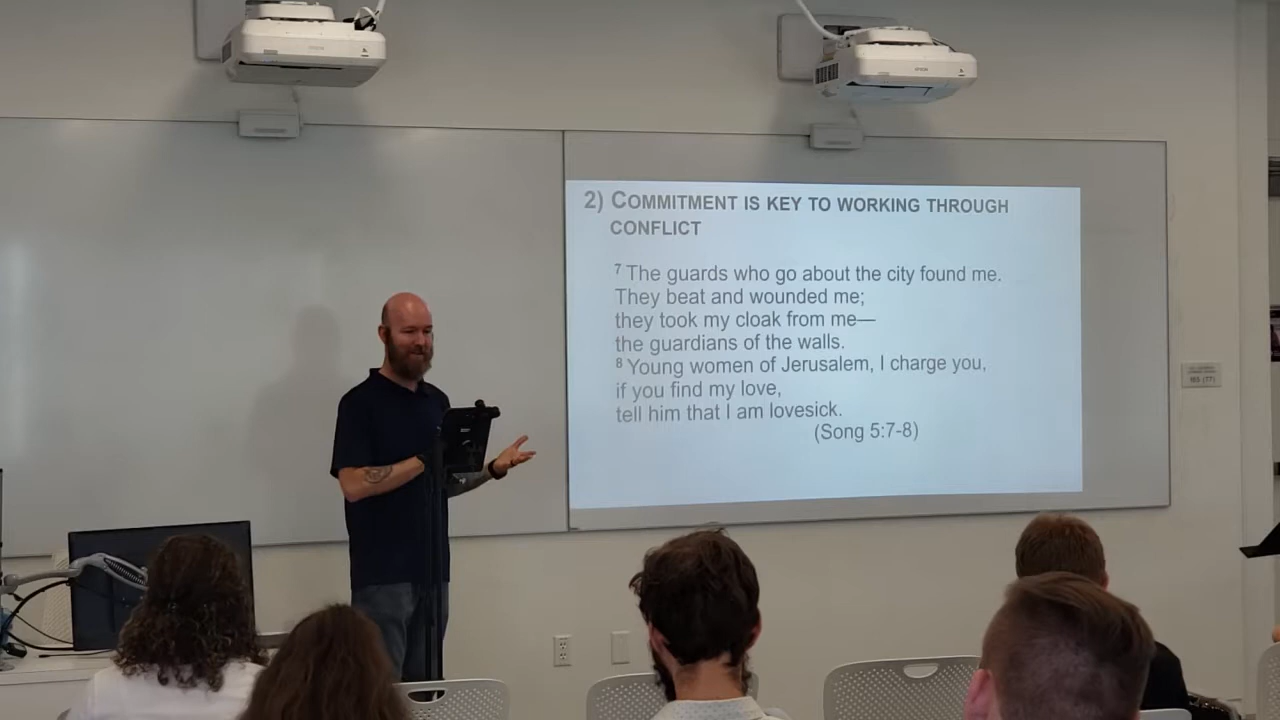 EPSON
EPSON
2) COMMITMENT IS KEY TO WORKING THROUGH
CONFLICT
7 The guards who go about the city found me.
They beat and wounded me;
they took my cloak from me—
the guardians of the walls.
8 Young women of Jerusalem, I charge you,
if you find my love,
tell him that I am lovesick.
(Song 5:7-8)